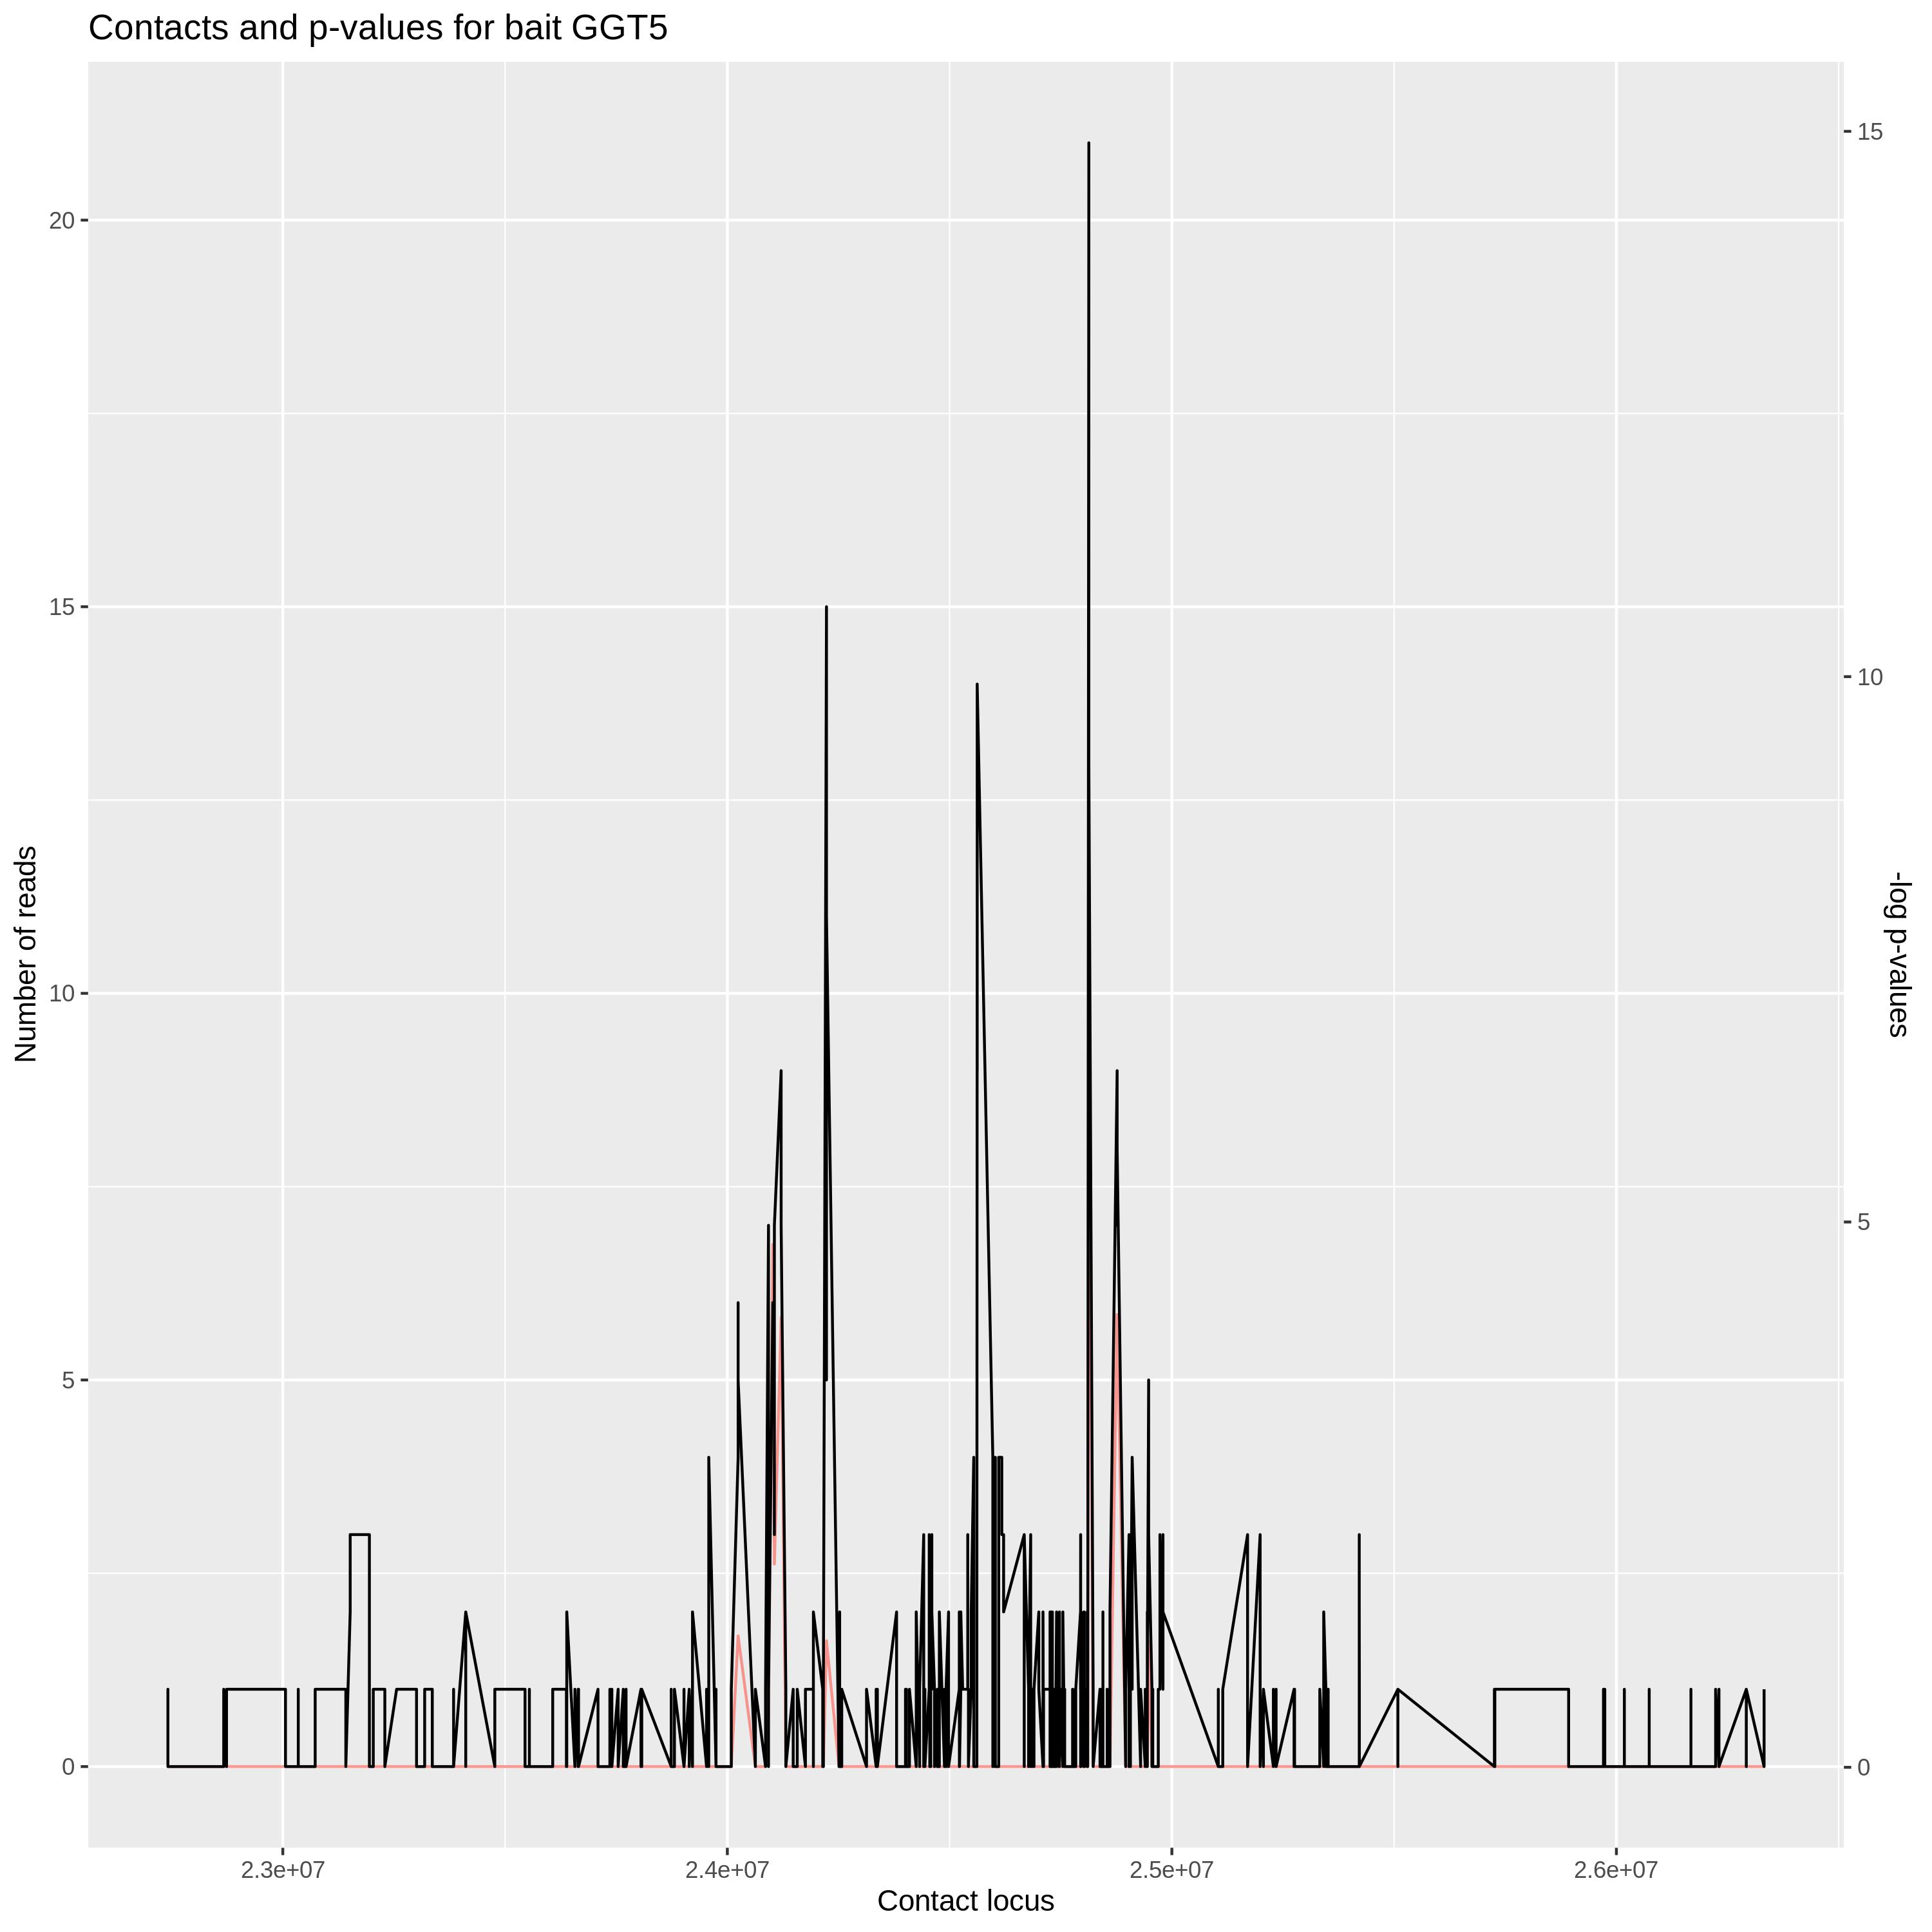 Contacts and p-values for bait GGT5
20
15
10
5
0
Number of reads
15
10
5
0
-log p-values
2.3e+07
2.4e+07
2.5e+07
2.6e+07
Contact locus